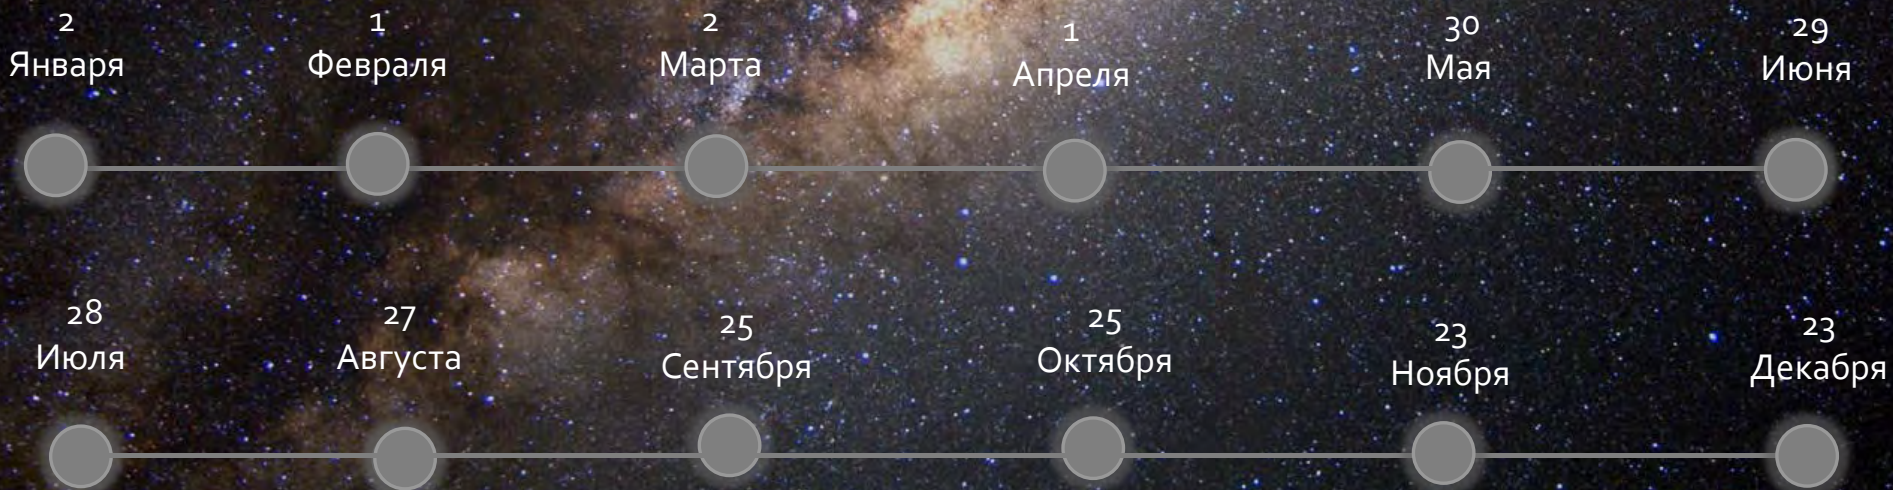 2
Января
1
Февраля
2
Марта
1
Апреля
30
Мая
29
Июня
28
Июля
27
Августа
25
Сентября
25
Октября
23
Ноября
23
Декабря